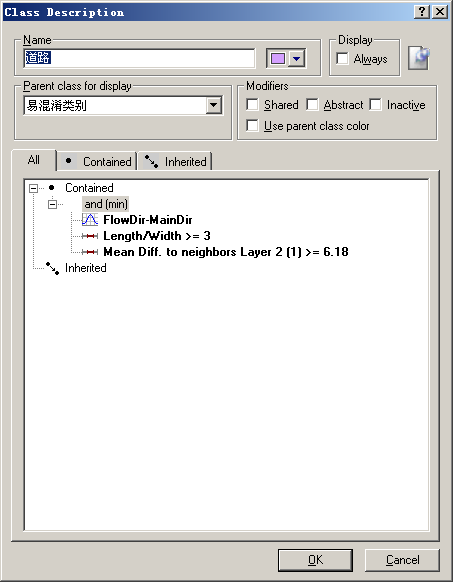 Class Description
Name
道路
Display
Always
Parent class for display
易混淆类别
Modifiers
Shared Abstract Inactive
Use parent class color
All Contained Inherited
Contained
and (min)
FlowDir-MainDir
Length/Width >= 3
Mean Diff. to neighbors Layer 2 (1) >= 6.18
Inherited
OK Cancel